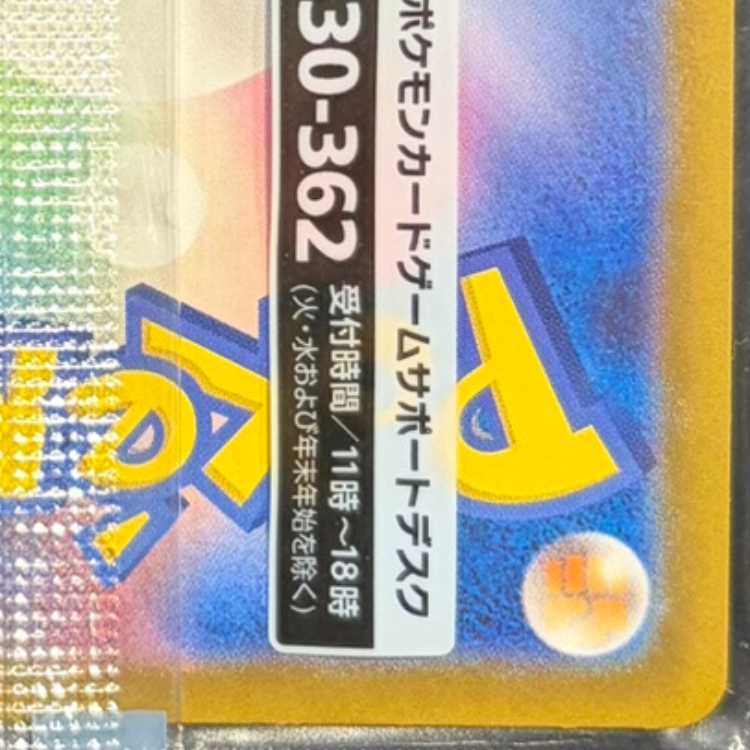 ポケモンカードゲームサポートデスク
30-362
受付時間/11時~18時
(火・水および年末年始を除く)
Poké